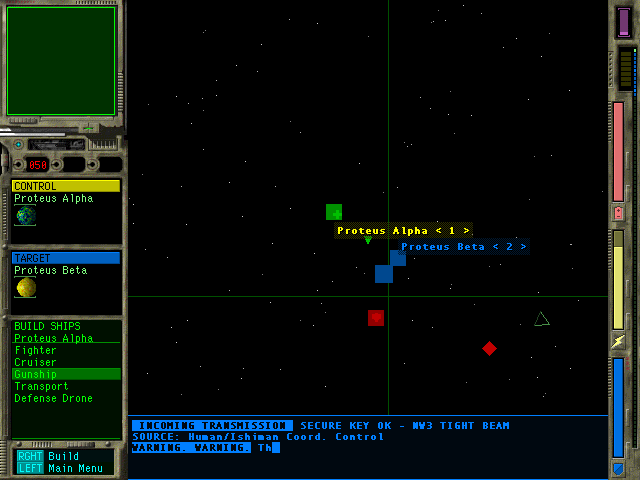 050
CONTROL
Proteus Alpha
TARGET
Proteus Beta
BUILD SHIPS
Proteus Alpha
Fighter
Cruiser
Gunship
Transport
Defense Drone
RGHT Build
LEFT Main Menu
Proteus Alpha < 1 >
Proteus Beta < 2 >
INCOMING TRANSMISSION SECURE KEY OK - NW3 TIGHT BEAM
SOURCE: Human/Ishiman Coord. Control
WARNING. WARNING. Th